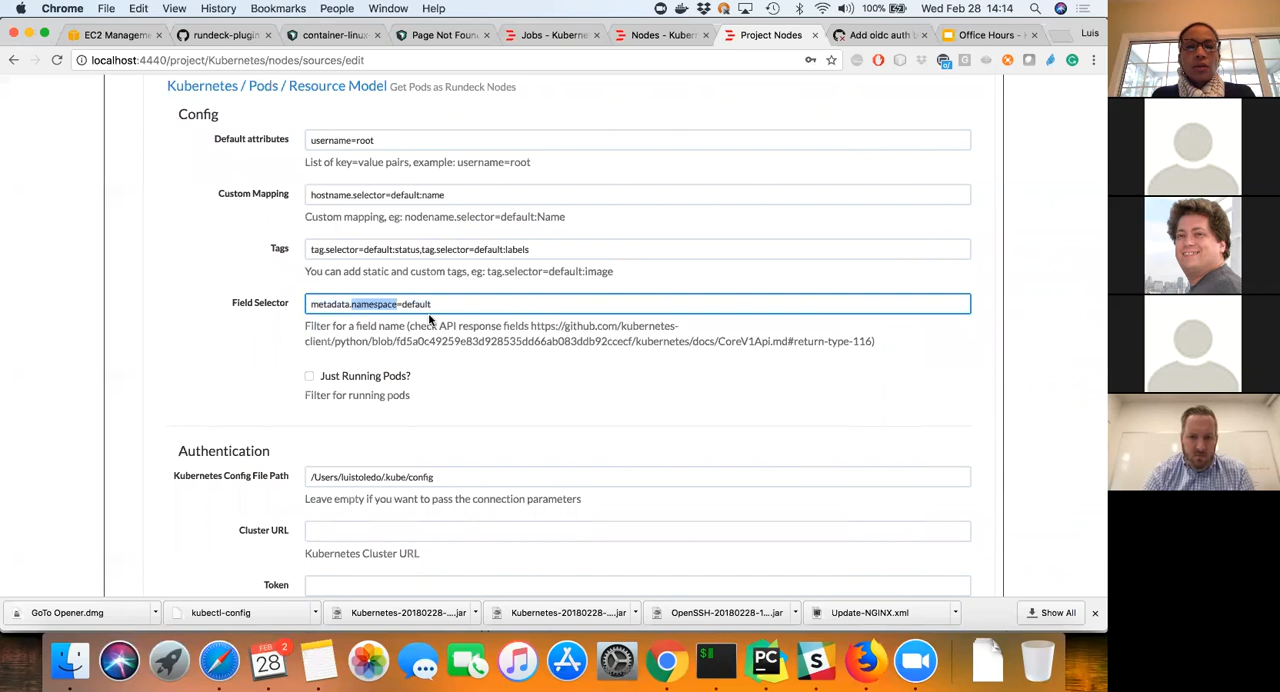 Chrome File Edit View History Bookmarks People Window Help 100% Wed Feb 28 14:14
EC2 Manageme rundeck-plugin container-linux Page Not Foun Jobs - Kuberne Nodes - Kubern Project Nodes Add oidc auth b Office Hours - Luis
localhost:4440/project/Kubernetes/nodes/sources/edit
Kubernetes / Pods / Resource Model Get Pods as Rundeck Nodes
Config
Default attributes username=root
List of key=value pairs, example: username=root
Custom Mapping hostname.selector=default:name
Custom mapping, eg: nodename.selector=default:Name
Tags tag.selector=default:status,tag.selector=default:labels
You can add static and custom tags, eg: tag.selector=default:image
Field Selector metadata.namespace=default
Filter for a field name (check API response fields https://github.com/kubernetes-
client/python/blob/fd5a0c49259e83d928535dd66ab083ddb92ccecf/kubernetes/docs/CoreV1Api.md#return-type-116)
Just Running Pods?
Filter for running pods
Authentication
Kubernetes Config File Path /Users/luistoledo/.kube/config
Leave empty if you want to pass the connection parameters
Cluster URL
Kubernetes Cluster URL
Token
GoTo Opener.dmg kubectl-config Kubernetes-20180228-....jar Kubernetes-20180228-....jar OpenSSH-20180228-1....jar Update-NGINX.xml Show All
FEB 2
28
$
PC